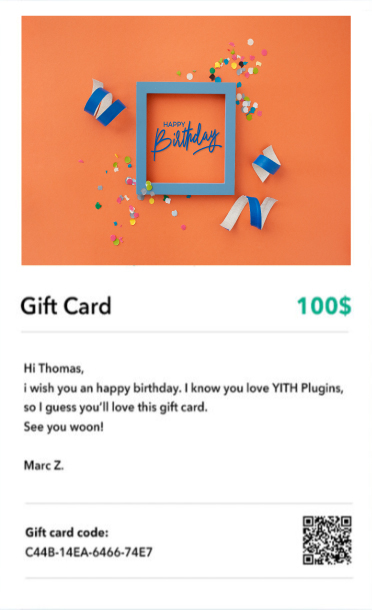 HAPPY
Birthday
Gift Card
100$
Hi Thomas,
i wish you an happy birthday. I know you love YITH Plugins,
so I guess you'll love this gift card.
See you woon!
Marc Z.
Gift card code:
C44B-14EA-6466-74E7